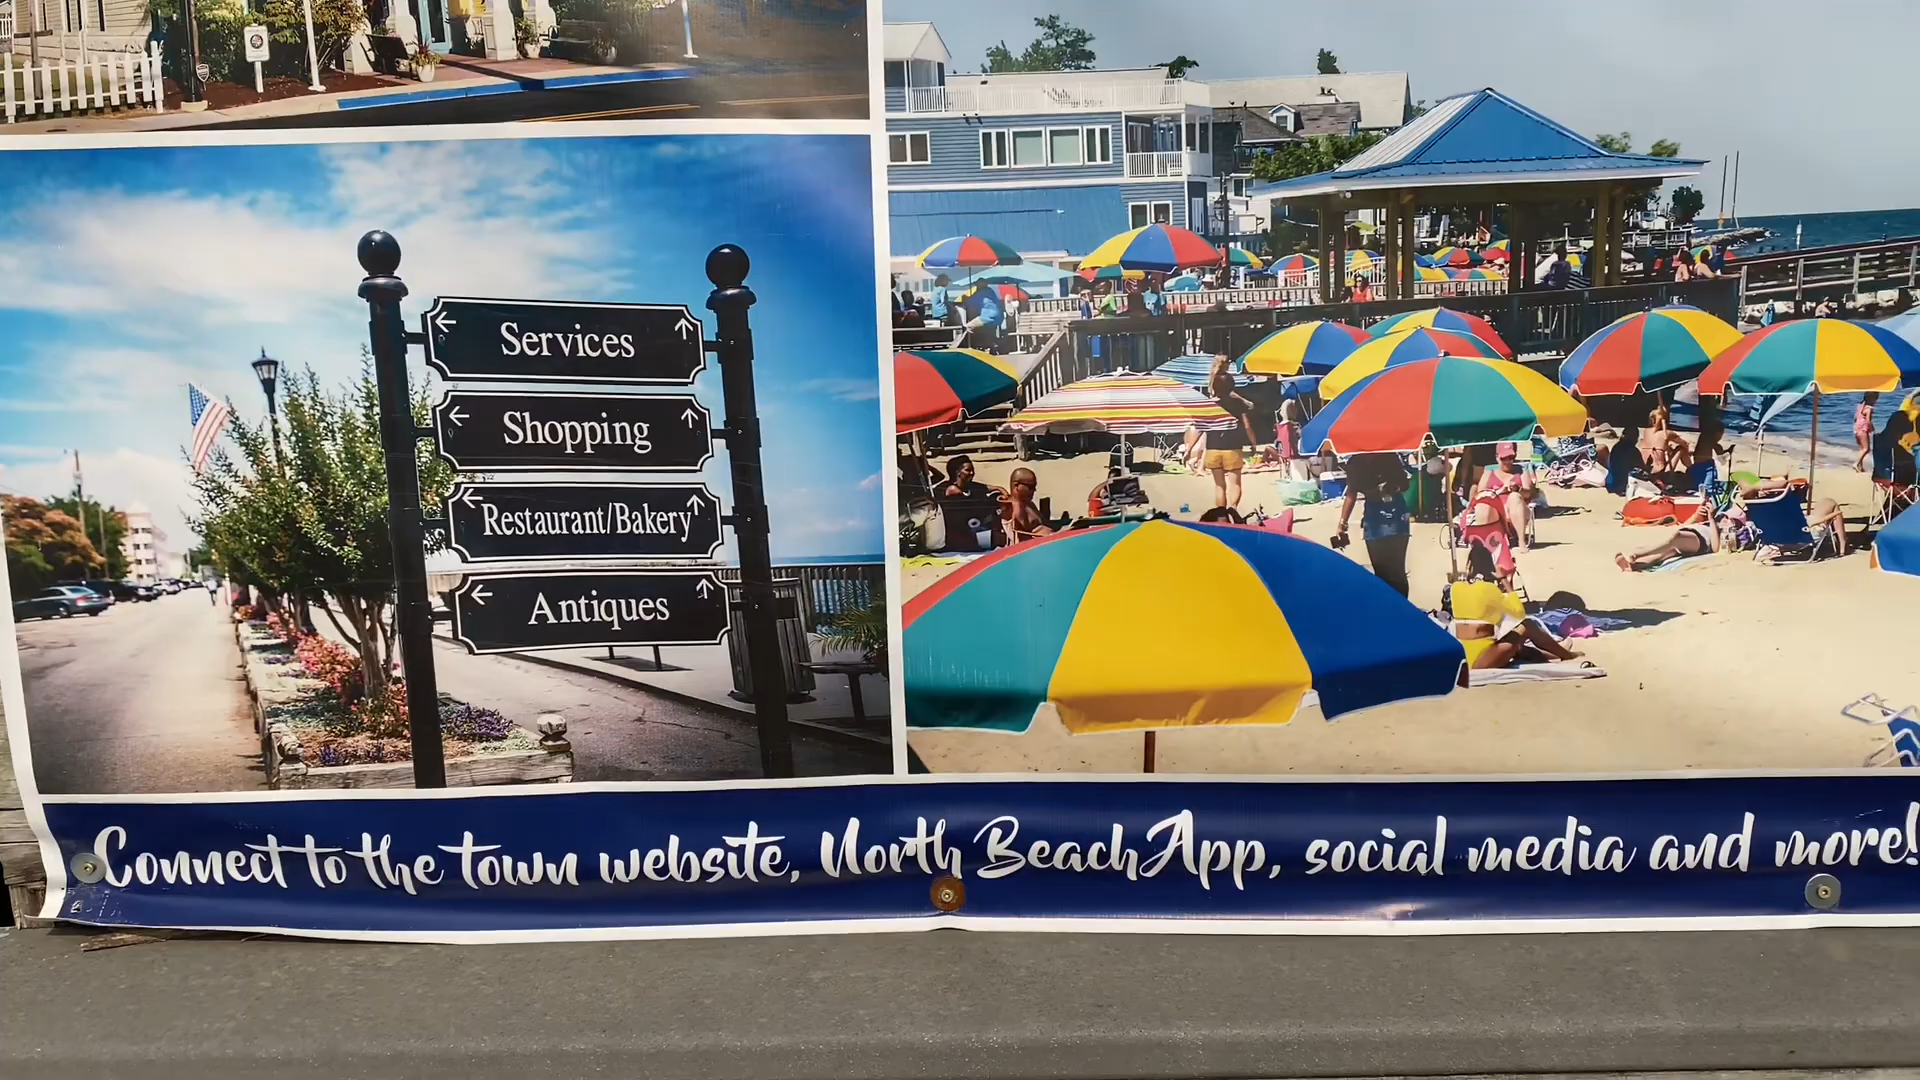 Services
Shopping
Restaurant/Bakery
Antiques
Connect to the town website, North Beach App, social media and more!